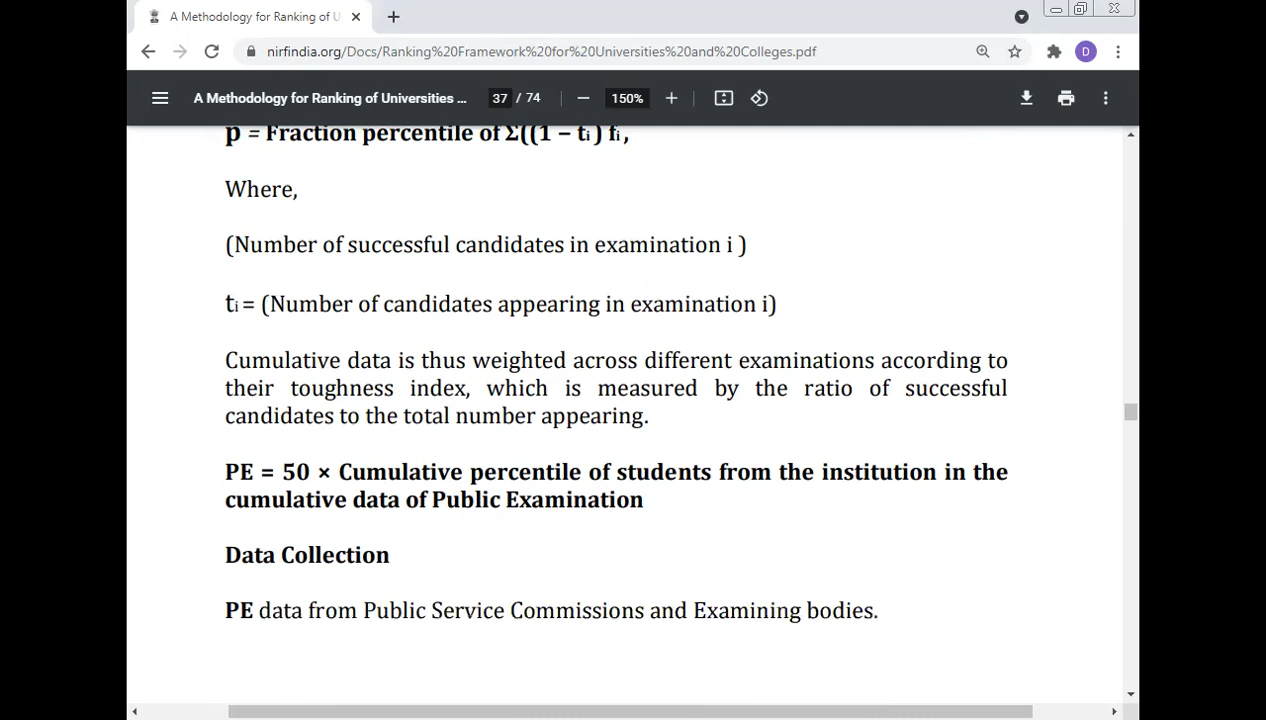 A Methodology for Ranking of U
nirfindia.org/Docs/Ranking%20Framework%20for%20Universities%20and%20Colleges.pdf
D
A Methodology for Ranking of Universities ... 37 / 74 150%
p = Fraction percentile of Σ((1 – ti ) fi ,
Where,
(Number of successful candidates in examination i )
ti = (Number of candidates appearing in examination i)
Cumulative data is thus weighted across different examinations according to
their toughness index, which is measured by the ratio of successful
candidates to the total number appearing.
PE = 50 × Cumulative percentile of students from the institution in the
cumulative data of Public Examination
Data Collection
PE data from Public Service Commissions and Examining bodies.